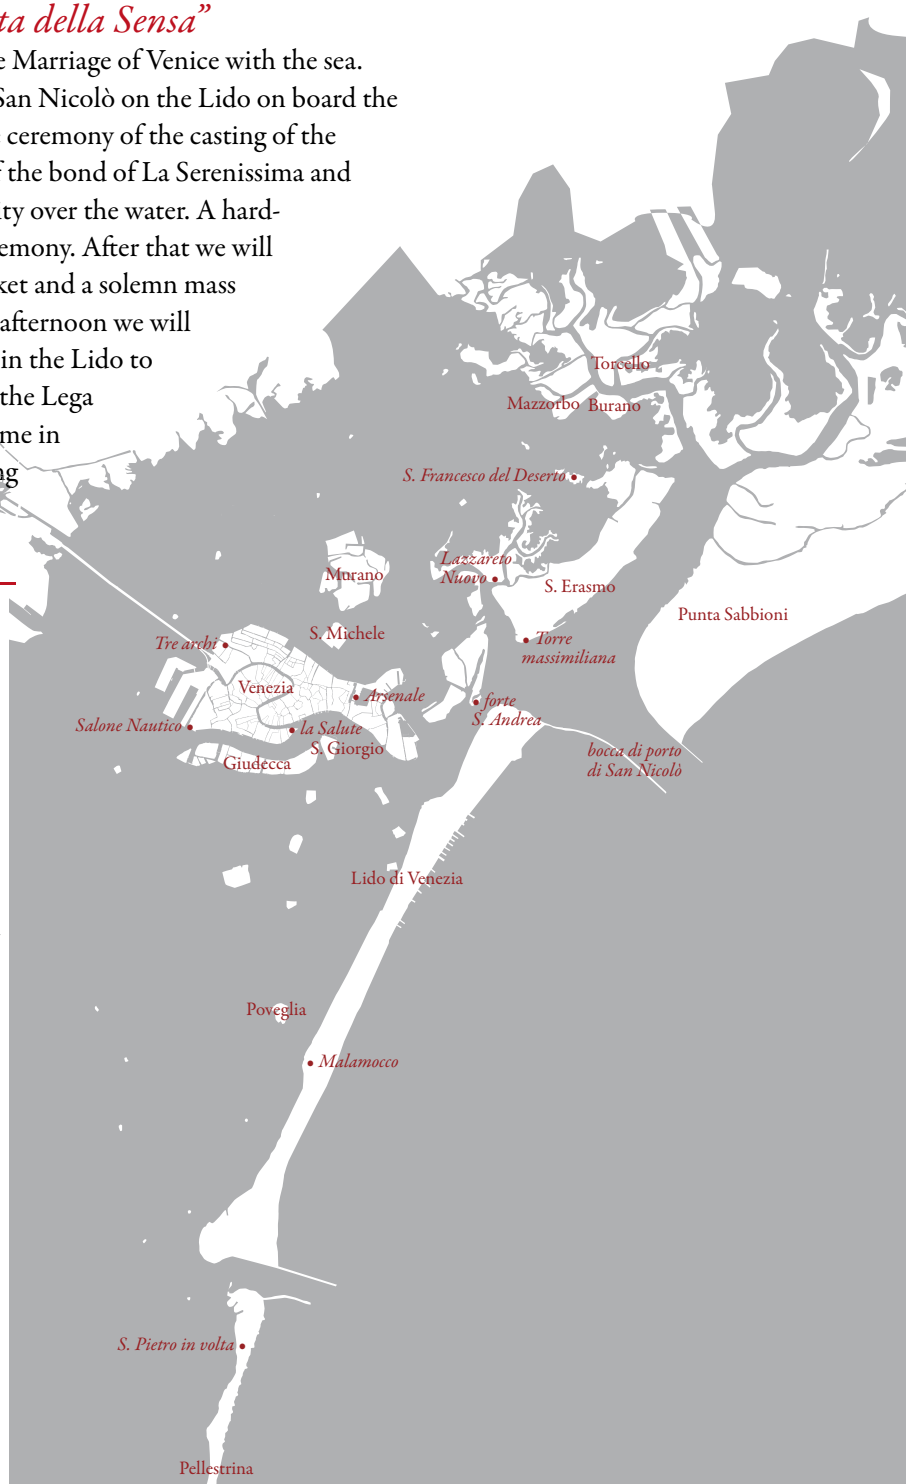 ta della Sensa”
e Marriage of Venice with the sea.
San Nicolò on the Lido on board the
e ceremony of the casting of the
f the bond of La Serenissima and
ity over the water. A hard-
emony. After that we will
ket and a solemn mass
afternoon we will
in the Lido to
the Lega
me in
ng
Torcello
Mazzorbo
Burano
S. Francesco del Deserto
Lazzareto
Nuovo
Murano
S. Erasmo
Punta Sabbioni
S. Michele
Tre archi
Torre
massimiliana
Venezia
Arsenale
forte
S. Andrea
Salone Nautico
la Salute
S. Giorgio
Giudecca
bocca di porto
di San Nicolò
Lido di Venezia
Poveglia
Malamocco
S. Pietro in volta
Pellestrina